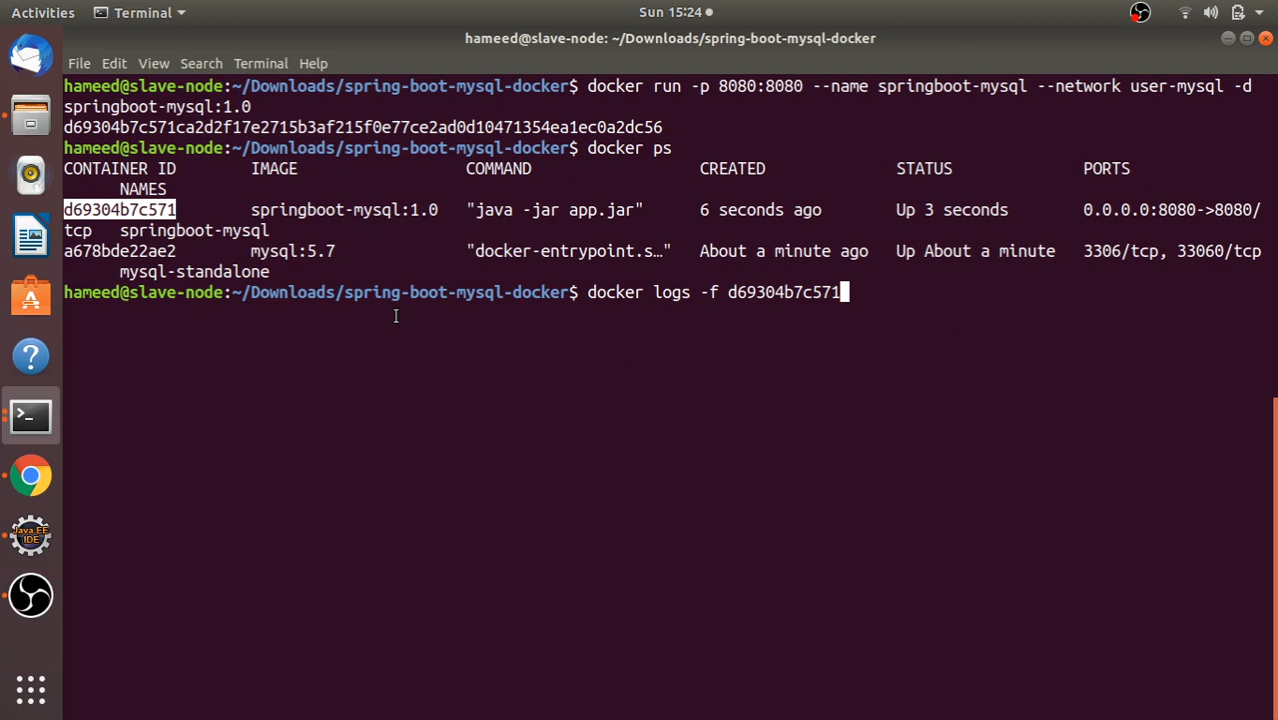 Activities Terminal Sun 15:24
hameed@slave-node: ~/Downloads/spring-boot-mysql-docker
File Edit View Search Terminal Help
hameed@slave-node:~/Downloads/spring-boot-mysql-docker$ docker run -p 8080:8080 --name springboot-mysql --network user-mysql -d
springboot-mysql:1.0
d69304b7c571ca2d2f17e2715b3af215f0e77ce2ad0d10471354ea1ec0a2dc56
hameed@slave-node:~/Downloads/spring-boot-mysql-docker$ docker ps
CONTAINER ID IMAGE COMMAND CREATED STATUS PORTS
NAMES
d69304b7c571 springboot-mysql:1.0 "java -jar app.jar" 6 seconds ago Up 3 seconds 0.0.0.0:8080->8080/
tcp springboot-mysql
a678bde22ae2 mysql:5.7 "docker-entrypoint.s…" About a minute ago Up About a minute 3306/tcp, 33060/tcp
mysql-standalone
hameed@slave-node:~/Downloads/spring-boot-mysql-docker$ docker logs -f d69304b7c571
Java EE
IDE